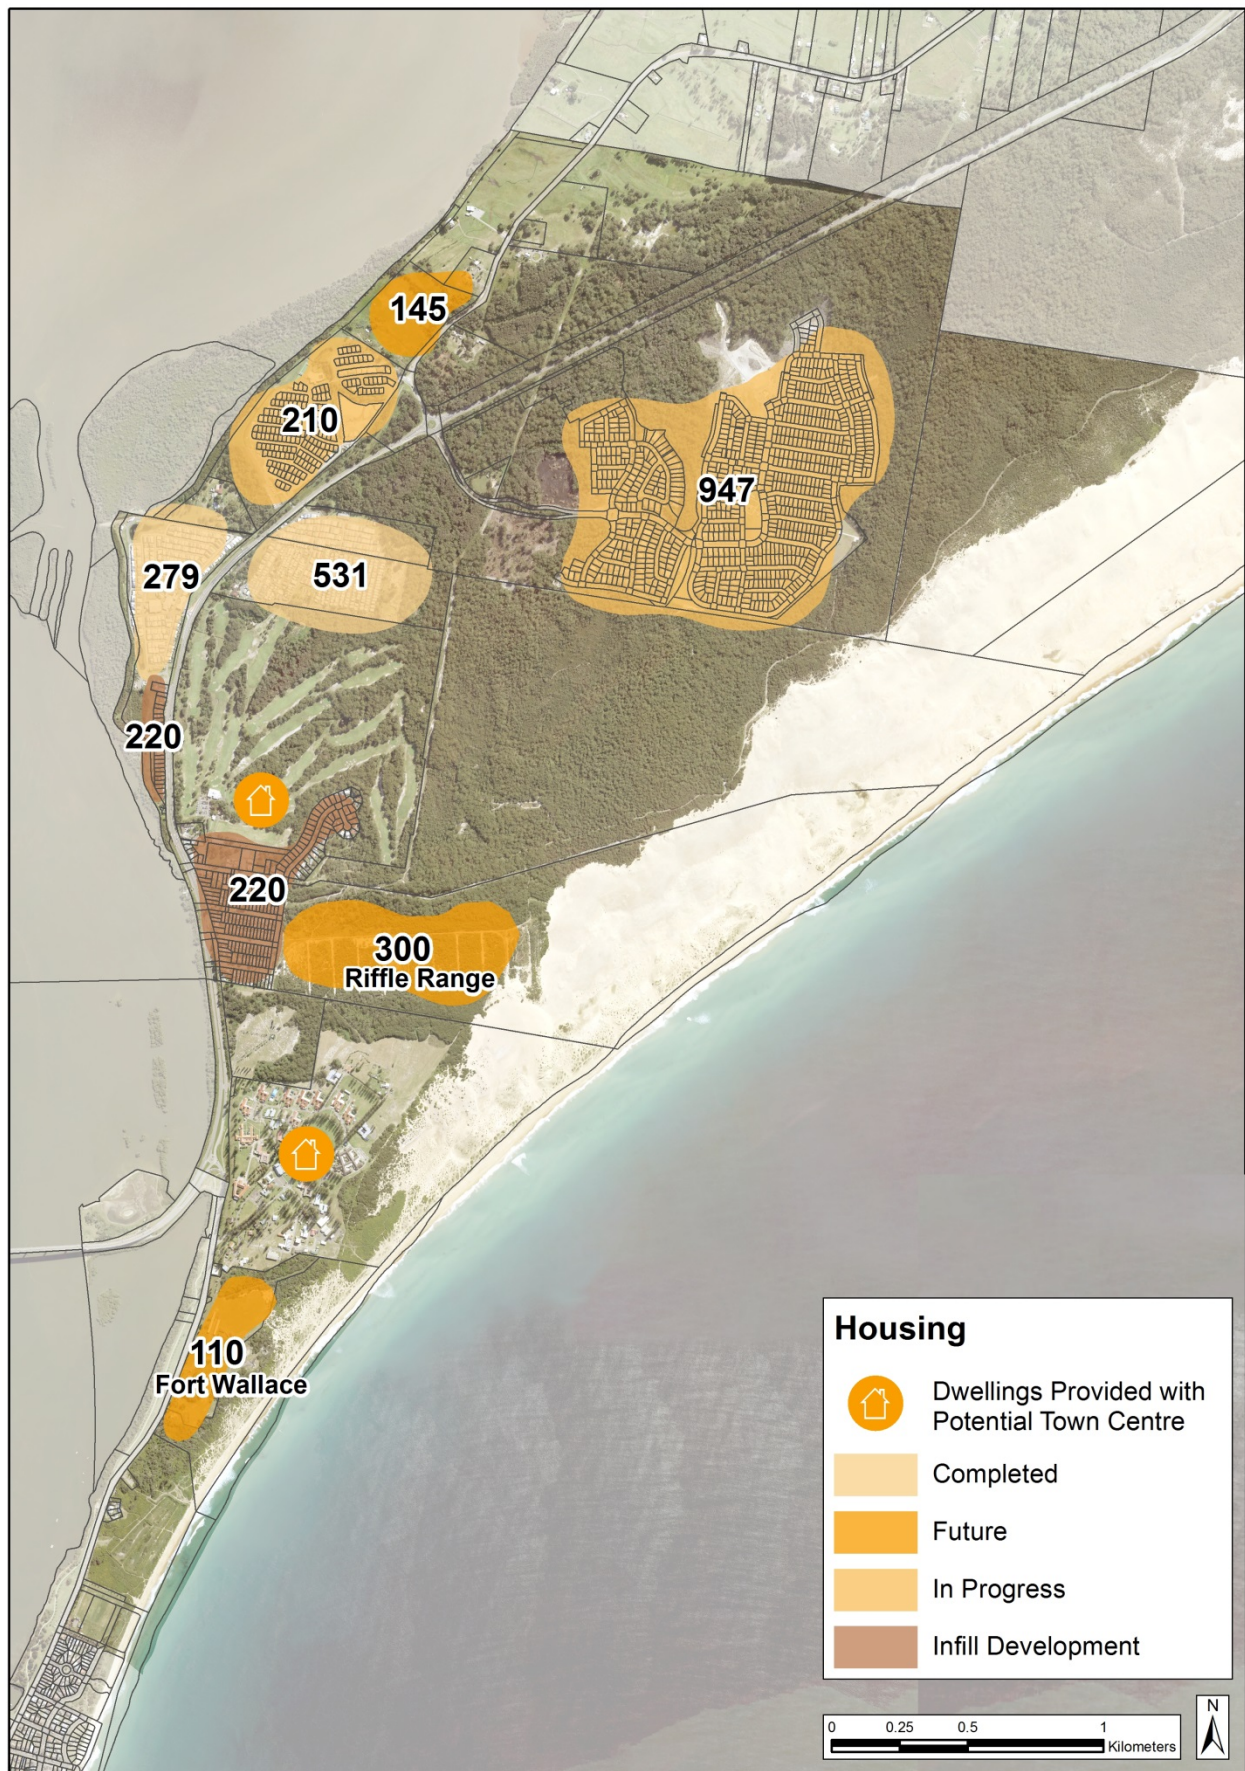 145
210
947
279
531
220
220
300
Riffle Range
110
Fort Wallace
Housing
Dwellings Provided with
Potential Town Centre
Completed
Future
In Progress
Infill Development
N
0 0.25 0.5 1
Kilometers